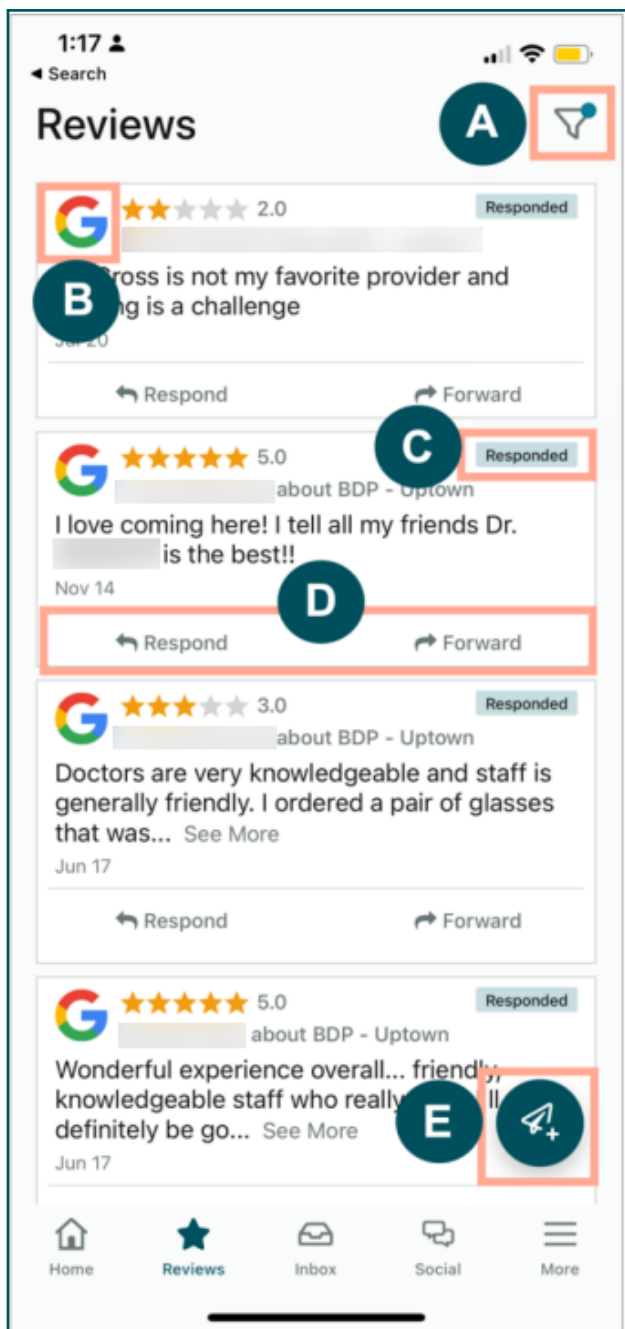 1:17
Search
Reviews
A
2.0
Responded
ross is not my favorite provider and
B
ng is a challenge
20
Respond
Forward
C
5.0
Responded
about BDP - Uptown
I love coming here! I tell all my friends Dr.
is the best!!
Nov 14
D
Respond
Forward
3.0
Responded
about BDP - Uptown
Doctors are very knowledgeable and staff is
generally friendly. I ordered a pair of glasses
that was... See More
Jun 17
Respond
Forward
5.0
Responded
about BDP - Uptown
Wonderful experience overall... friendly,
knowledgeable staff who really
definitely be go... See More
E
Jun 17
Home
Reviews
Inbox
Social
More